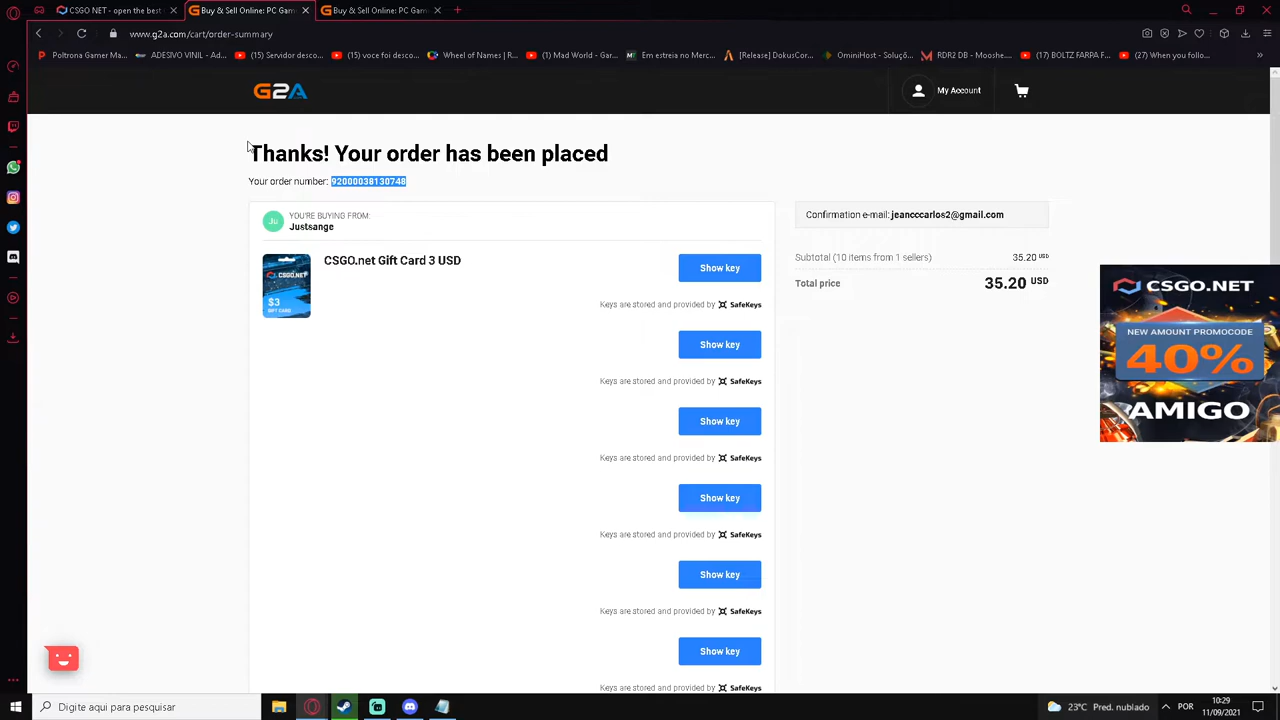 CSGO NET - open the best
Buy & Sell Online: PC Gam
Buy & Sell Online: PC Gam
www.g2a.com/cart/order-summary
Poltrona Gamer Ma...
ADESIVO VINIL - Ad...
(15) Servidor desco...
(15) voce foi desco...
Wheel of Names | R...
(1) Mad World - Gar...
Em estreia no Merc...
[Release] DokusCor...
OminiHost - Soluçõ...
RDR2 DB - Mooshe...
(17) BOLTZ FARPA F...
(27) When you follo...
G2A
My Account
Thanks! Your order has been placed
Your order number: 92000038130748
Ju
YOU'RE BUYING FROM:
Justsange
Confirmation e-mail: jeancccarlos2@gmail.com
CSGO.net Gift Card 3 USD
Show key
Subtotal (10 items from 1 sellers)
35.20 USD
CSGO.NET
$3
GIFT CARD
Total price
35.20 USD
Keys are stored and provided by SafeKeys
Show key
Keys are stored and provided by SafeKeys
Show key
Keys are stored and provided by SafeKeys
Show key
Keys are stored and provided by SafeKeys
Show key
Keys are stored and provided by SafeKeys
Show key
Keys are stored and provided by SafeKeys
CSGO.NET
NEW AMOUNT PROMOCODE
40%
AMIGO
Digite aqui para pesquisar
23°C Pred. nublado
POR
10:29
11/09/2021